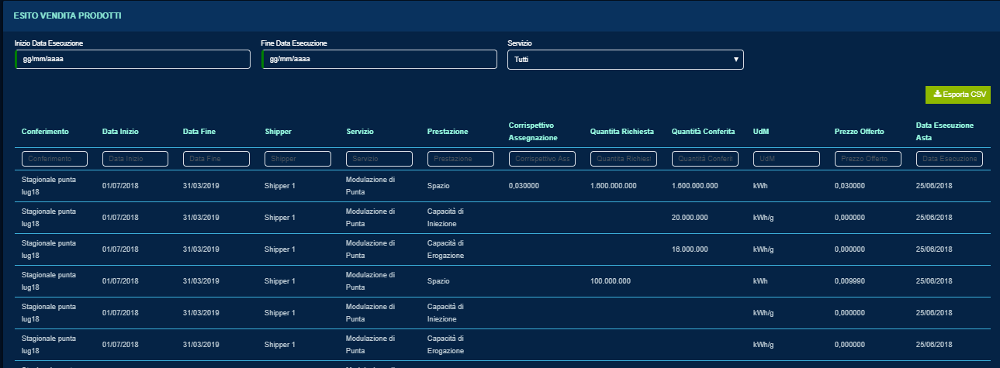 ESITO VENDITA PRODOTTI
Inizio Data Esecuzione Fine Data Esecuzione Servizio
gg/mm/aaaa gg/mm/aaaa Tutti
Esporta CSV
Conferimento Data Inizio Data Fine Shipper Servizio Prestazione Corrispettivo Assegnazione Quantita Richiesta Quantità Conferita UdM Prezzo Offerto Data Esecuzione Asta
Conferimento Data Inizio Data Fine Shipper Servizio Prestazione Corrispettivo Ass Quantita Richiest Quantità Conferit UdM Prezzo Offerto Data Esecuzione
Stagionale punta lug18 01/07/2018 31/03/2019 Shipper 1 Modulazione di Punta Spazio 0,030000 1.600.000.000 1.600.000.000 kWh 0,030000 25/06/2018
Stagionale punta lug18 01/07/2018 31/03/2019 Shipper 1 Modulazione di Punta Capacità di Iniezione 20.000.000 kWh/g 0,000000 25/06/2018
Stagionale punta lug18 01/07/2018 31/03/2019 Shipper 1 Modulazione di Punta Capacità di Erogazione 16.000.000 kWh/g 0,000000 25/06/2018
Stagionale punta lug18 01/07/2018 31/03/2019 Shipper 1 Modulazione di Punta Spazio 100.000.000 kWh 0,009990 25/06/2018
Stagionale punta lug18 01/07/2018 31/03/2019 Shipper 1 Modulazione di Punta Capacità di Iniezione kWh/g 0,000000 25/06/2018
Stagionale punta lug18 01/07/2018 31/03/2019 Shipper 1 Modulazione di Punta Capacità di Erogazione kWh/g 0,000000 25/06/2018